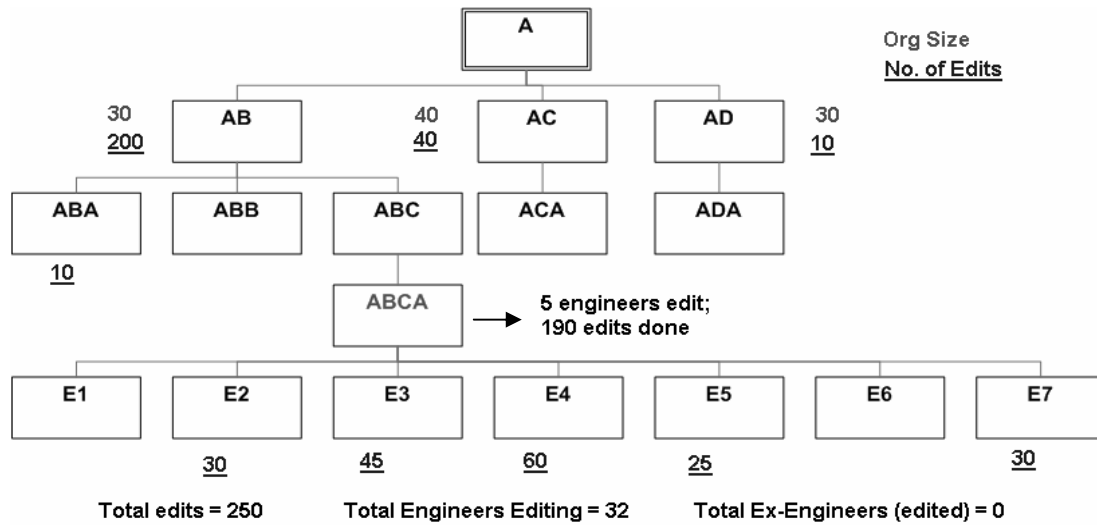 A
Org Size
No. of Edits
30
200
AB
40
40
AC
AD
30
10
ABA
ABB
ABC
ACA
ADA
10
ABCA
5 engineers edit;
190 edits done
E1
E2
E3
E4
E5
E6
E7
30
45
60
25
30
Total edits = 250
Total Engineers Editing = 32
Total Ex-Engineers (edited) = 0